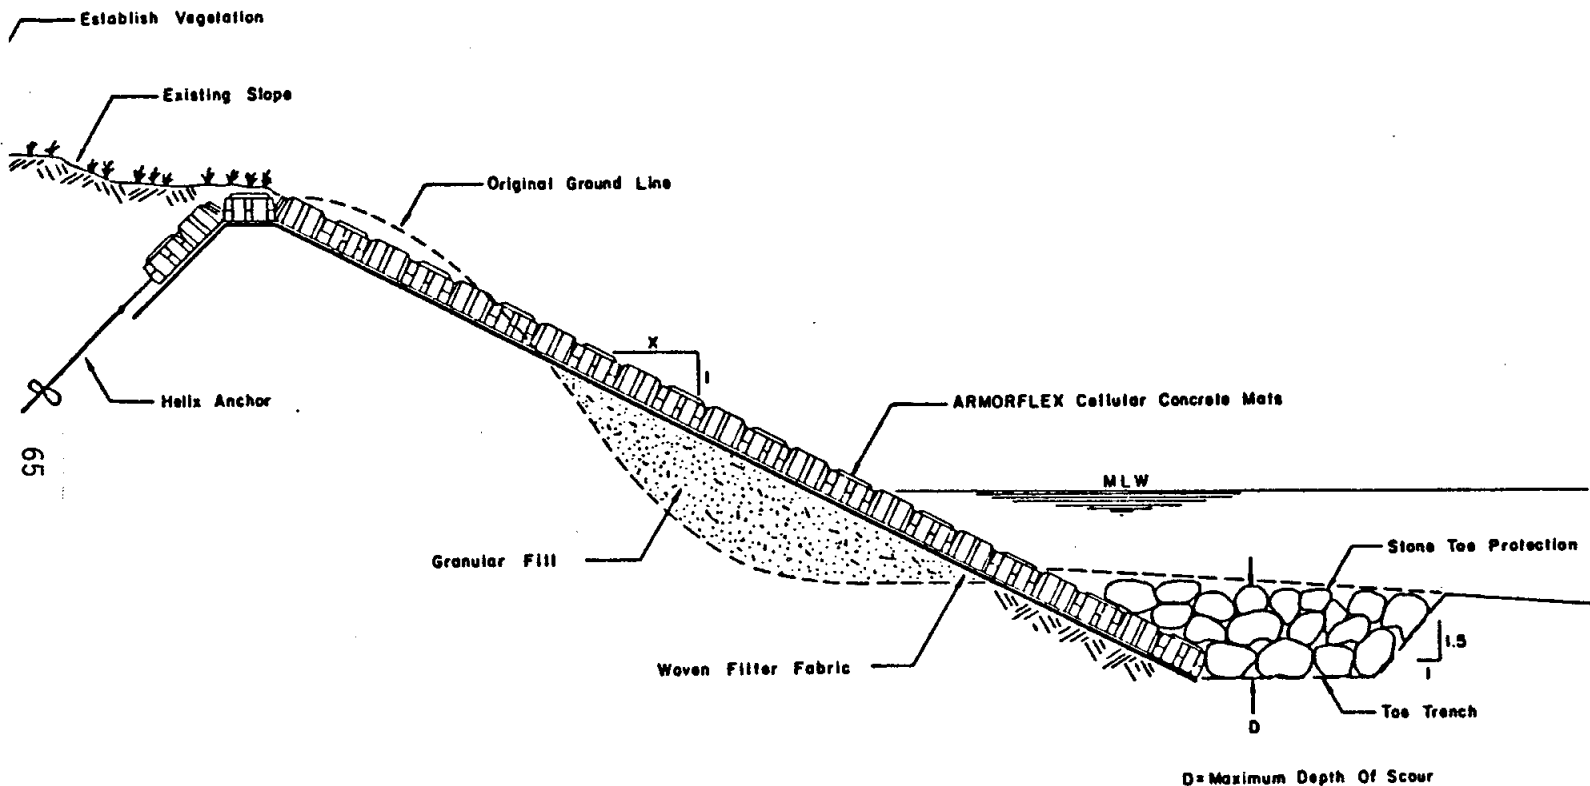 Establish Vegetation
Existing Slope
Original Ground Line
X
1
Helix Anchor
ARMORFLEX Cellular Concrete Mats
65
MLW
Granular Fill
Stone Toe Protection
1.5
1
Woven Filter Fabric
Toe Trench
D
D=Maximum Depth Of Scour